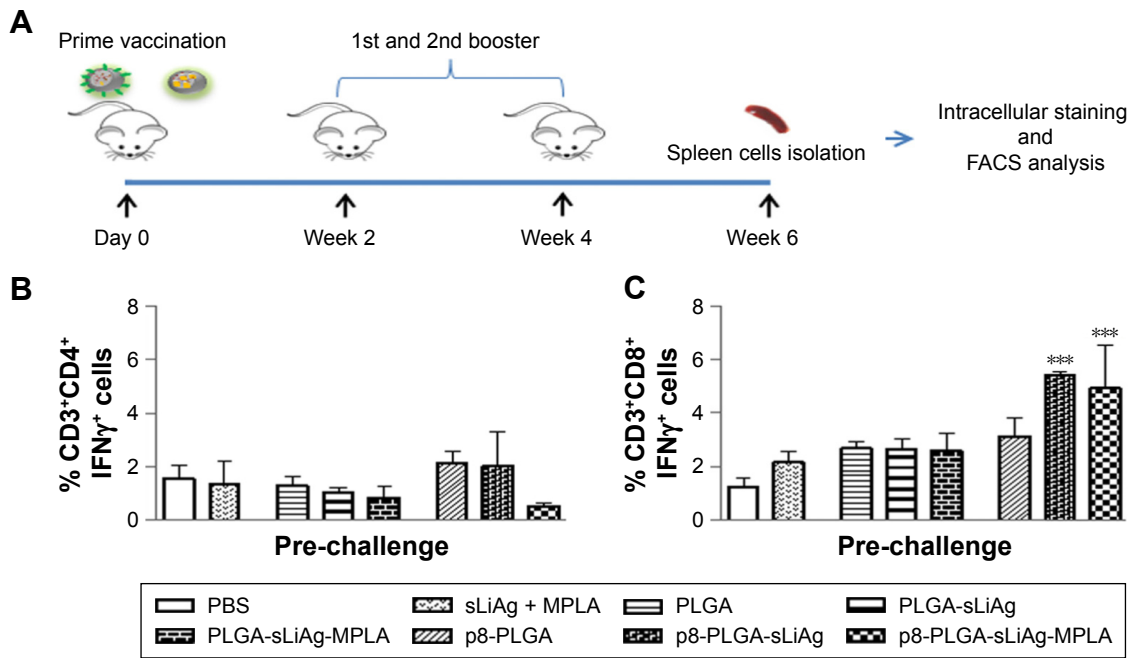 A
Prime vaccination
1st and 2nd booster
Spleen cells isolation
Intracellular staining
and
FACS analysis
Day 0
Week 2
Week 4
Week 6
B
% CD3+CD4+
IFNγ+ cells
8
6
4
2
0
Pre-challenge
C
% CD3+CD8+
IFNγ+ cells
8
6
4
2
0
***
***
Pre-challenge
PBS
sLiAg + MPLA
PLGA
PLGA-sLiAg
PLGA-sLiAg-MPLA
p8-PLGA
p8-PLGA-sLiAg
p8-PLGA-sLiAg-MPLA